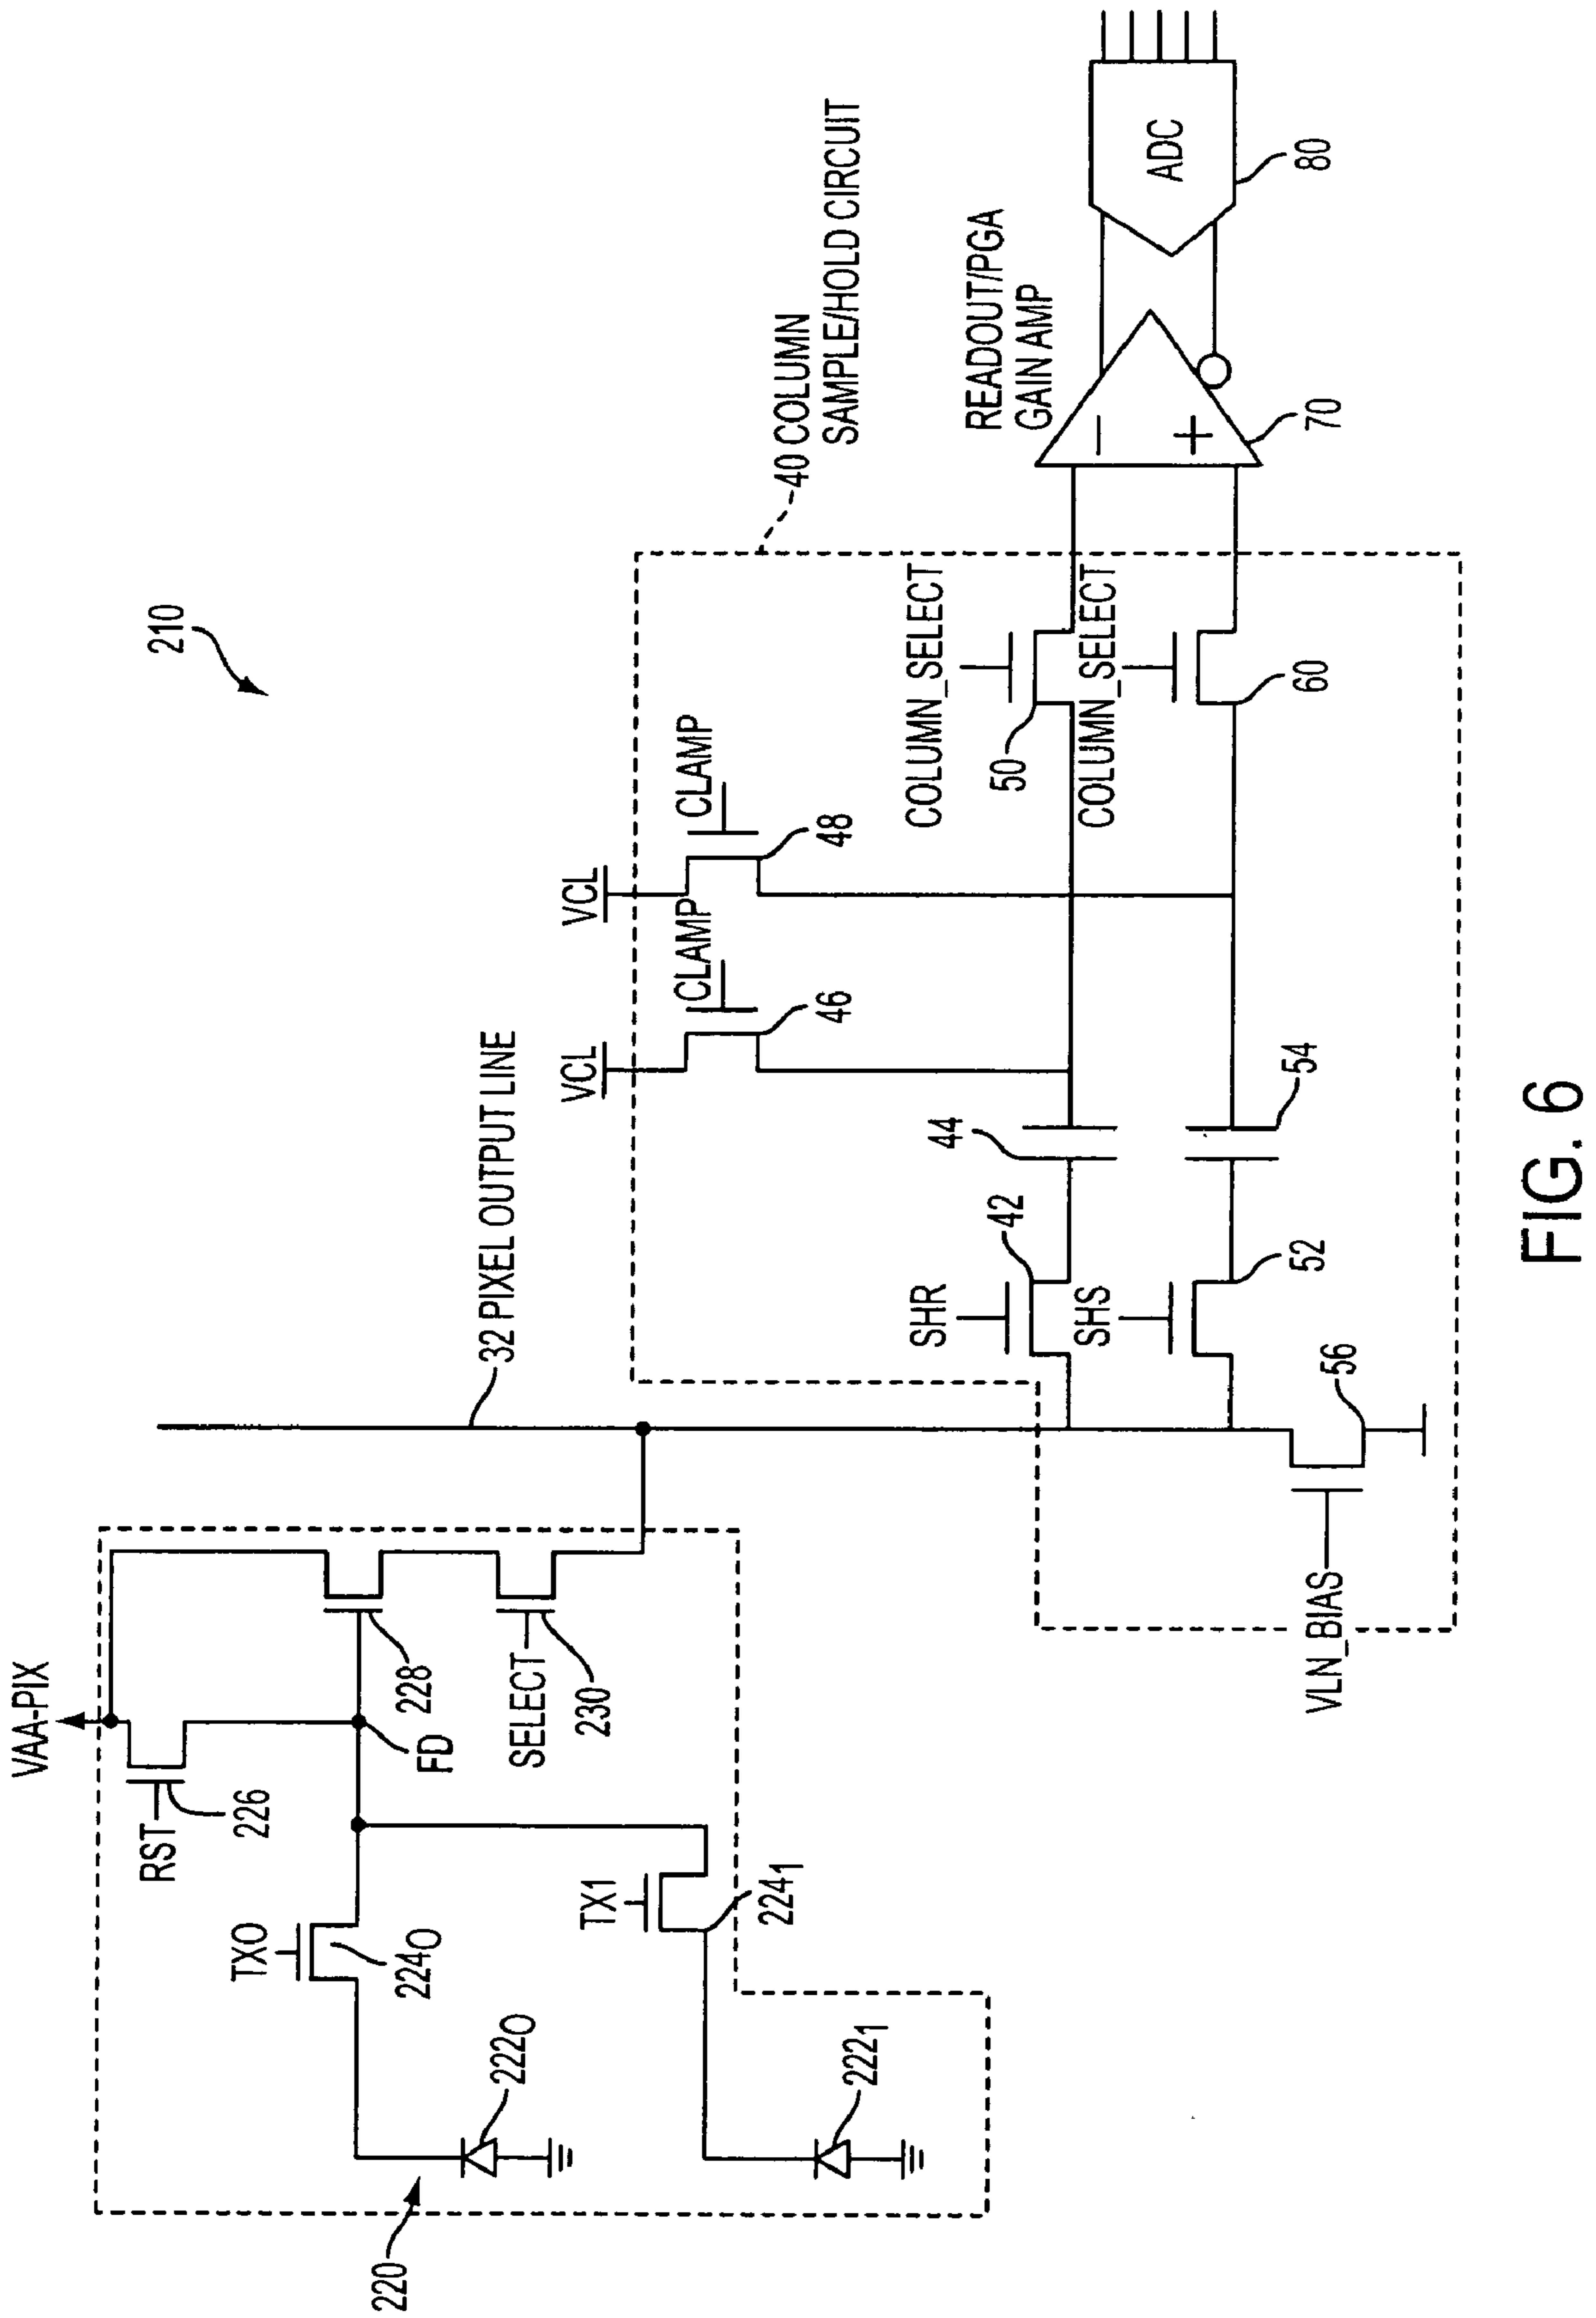 210
VAA-PIX
RST
226
228
FD
SELECT
230
TX0
224₀
TX1
224₁
222₀
222₁
220
32 PIXEL OUTPUT LINE
VCL
CLAMP
46
VCL
CLAMP
48
40 COLUMN
SAMPLE/HOLD CIRCUIT
SHR
42
44
SHS
52
54
VLN_BIAS
56
COLUMN_SELECT
50
COLUMN_SELECT
60
READOUT/PGA
GAIN AMP
−
+
70
ADC
80
FIG. 6